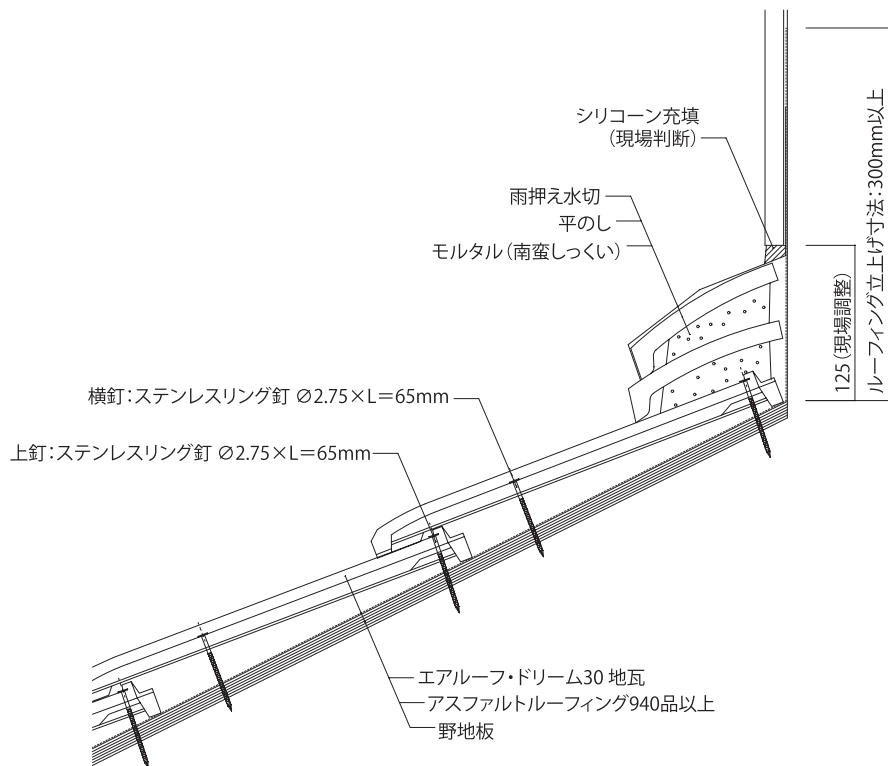 シリコーン充填
(現場判断)
雨押え水切
平のし
モルタル(南蛮しっくい)
ルーフィング立上げ寸法:300mm以上
125(現場調整)
横釘:ステンレスリング釘 ∅2.75×L=65mm
上釘:ステンレスリング釘 ∅2.75×L=65mm
エアルーフ・ドリーム30 地瓦
アスファルトルーフィング940品以上
野地板